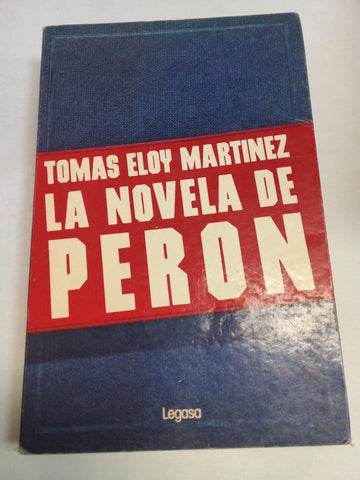 TOMAS ELOY MARTINEZ
LA NOVELA DE
PERON
Legasa